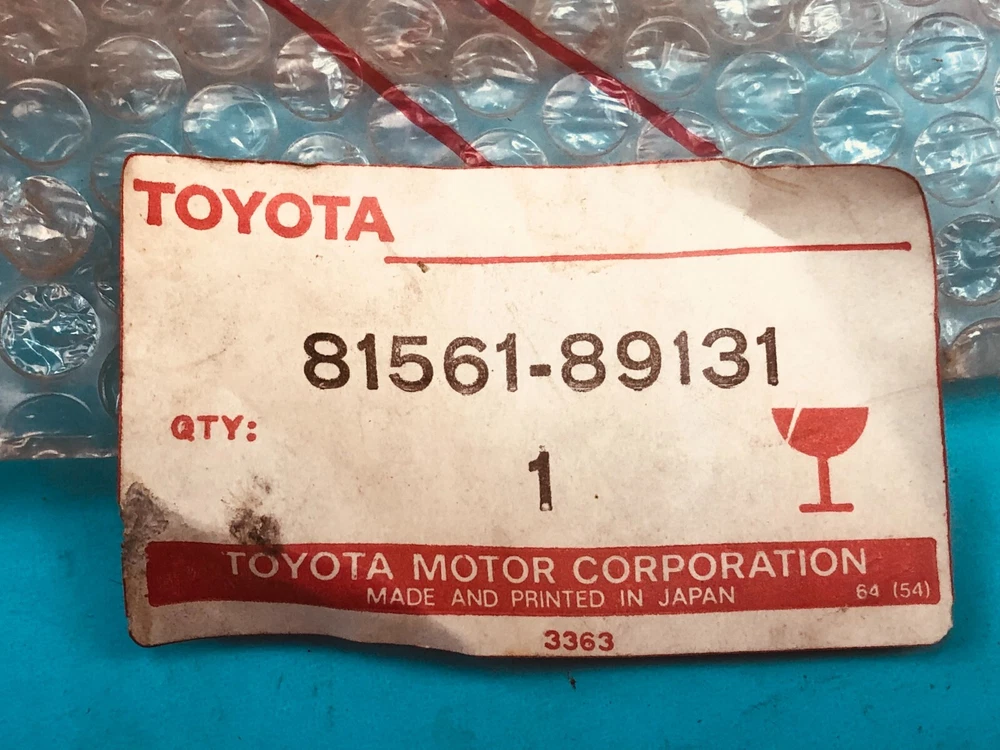 TOYOTA
81561-89131
QTY:
1
TOYOTA MOTOR CORPORATION
MADE AND PRINTED IN JAPAN 64 (54)
3363